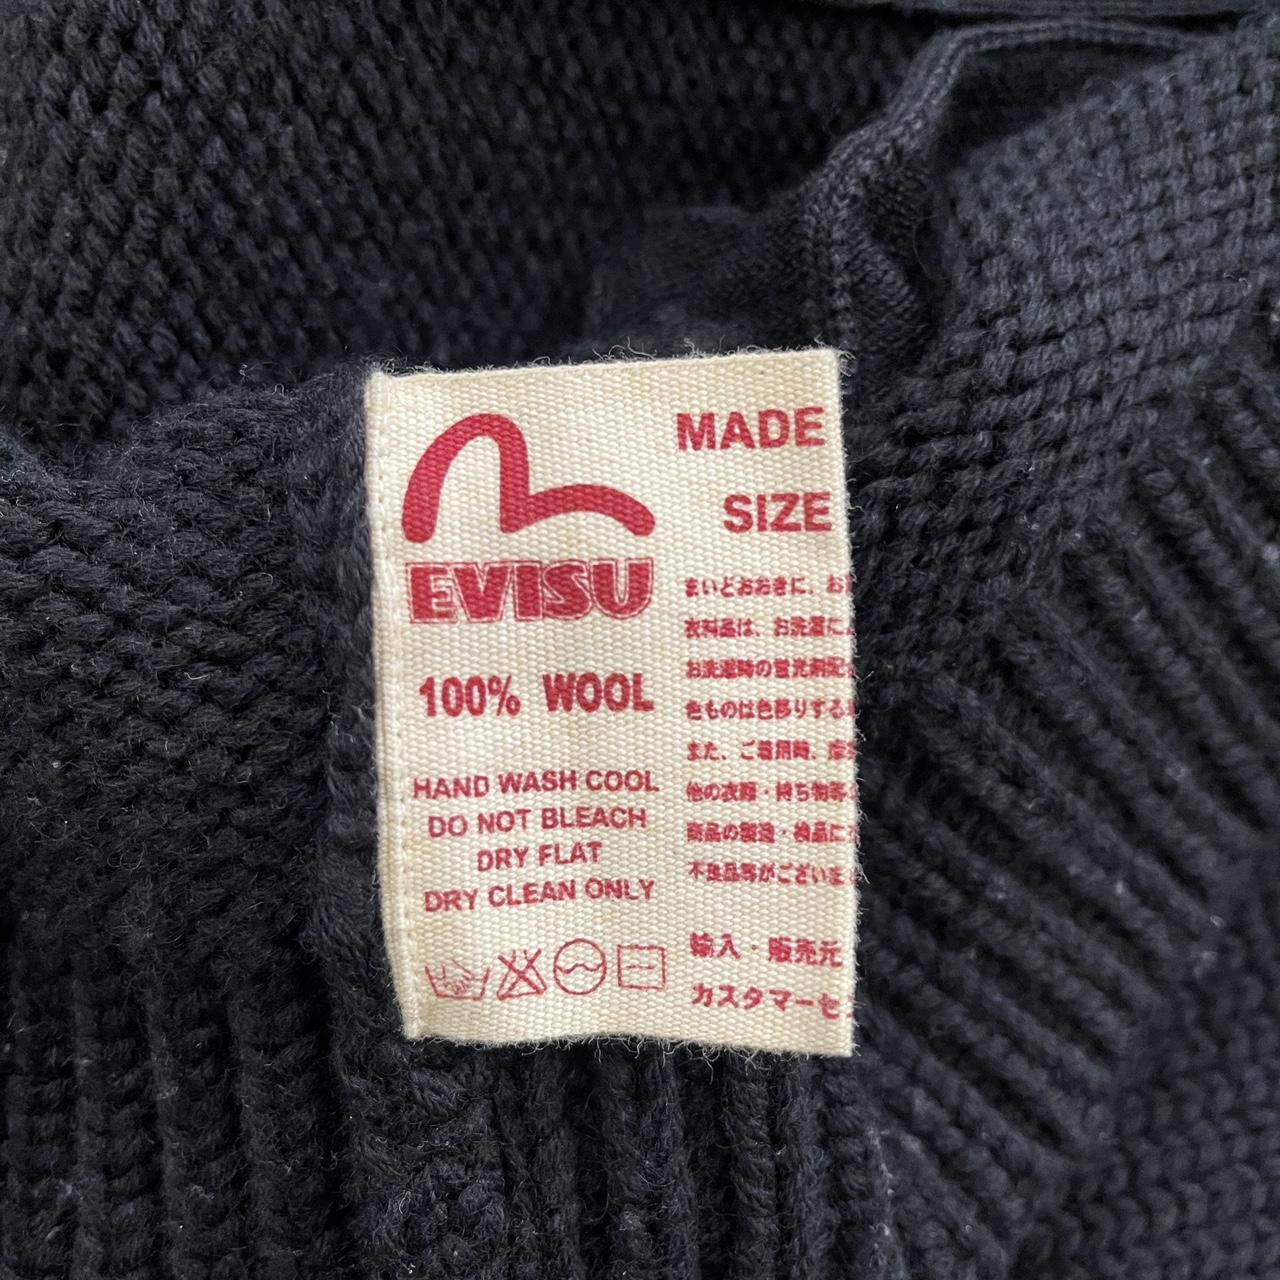 EVISU
100% WOOL
HAND WASH COOL
DO NOT BLEACH
DRY FLAT
DRY CLEAN ONLY
MADE
SIZE
まいどおおきに、お
衣料品は、お洗濯に
お洗濯時の蛍光剤配
色ものは色移りする
また、ご着用時、摩
他の衣類・持ち物等
商品の製造・検品に
不良品等がございま
輸入・販売元
カスタマーセ